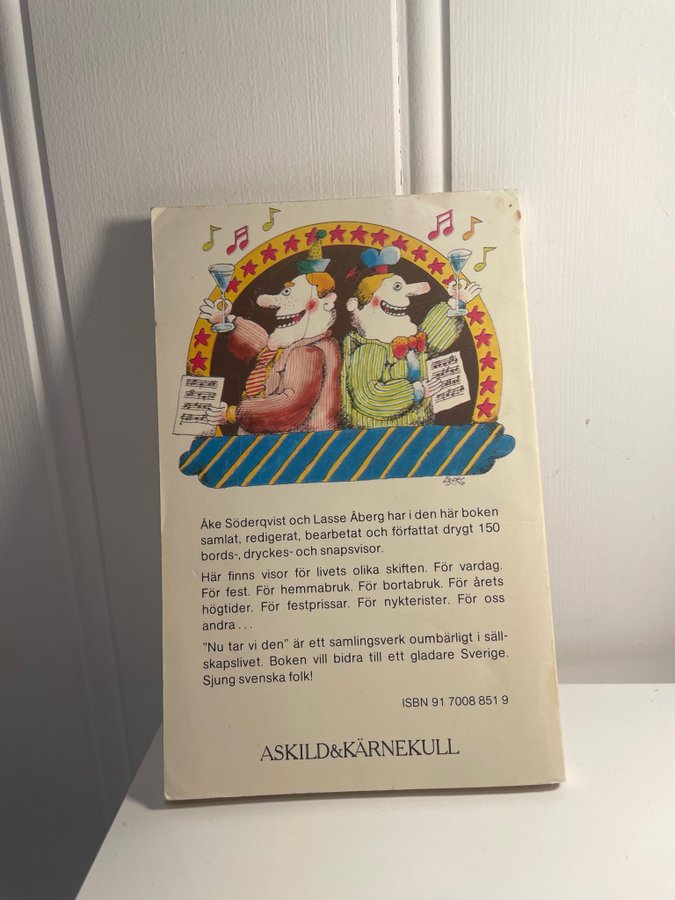 Åke Söderqvist och Lasse Åberg har i den här boken
samlat, redigerat, bearbetat och författat drygt 150
bords-, dryckes- och snapsvisor.
Här finns visor för livets olika skiften. För vardag.
För fest. För hemmabruk. För bortabruk. För årets
högtider. För festprissar. För nykterister. För oss
andra ...
”Nu tar vi den” är ett samlingsverk oumbärligt i säll-
skapslivet. Boken vill bidra till ett gladare Sverige.
Sjung svenska folk!
ISBN 91 7008 851 9
ASKILD&KÄRNEKULL